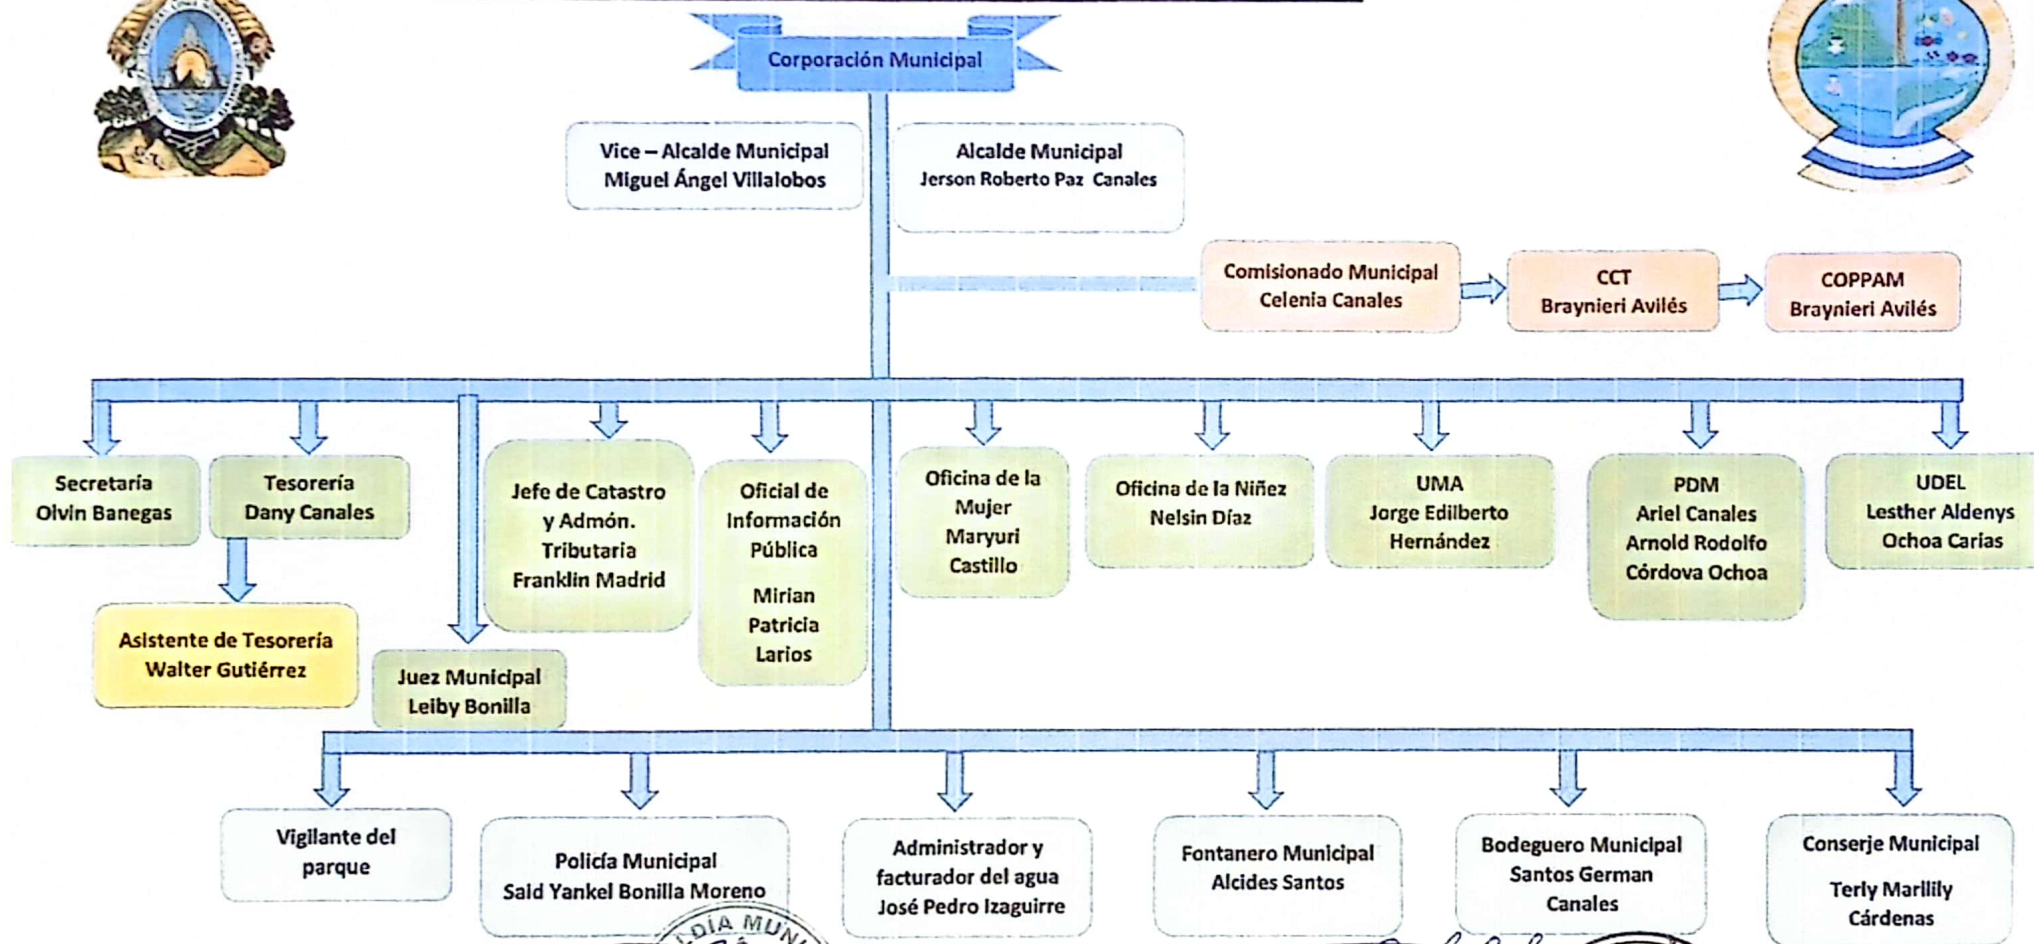 Corporación Municipal
Vice – Alcalde Municipal
Miguel Ángel Villalobos
Alcalde Municipal
Jerson Roberto Paz Canales
Comisionado Municipal
Celenia Canales
CCT
Braynieri Avilés
COPPAM
Braynieri Avilés
Secretaría
Olvin Banegas
Tesorería
Dany Canales
Jefe de Catastro
y Admón.
Tributaria
Franklin Madrid
Oficial de
Información
Pública
Mirian
Patricia
Larios
Oficina de la
Mujer
Maryuri
Castillo
Oficina de la Niñez
Nelsin Díaz
UMA
Jorge Edilberto
Hernández
PDM
Ariel Canales
Arnold Rodolfo
Córdova Ochoa
UDEL
Lesther Aldenys
Ochoa Carías
Asistente de Tesorería
Walter Gutiérrez
Juez Municipal
Leiby Bonilla
Vigilante del
parque
Policía Municipal
Said Yankel Bonilla Moreno
Administrador y
facturador del agua
José Pedro Izaguirre
Fontanero Municipal
Alcides Santos
Bodeguero Municipal
Santos German
Canales
Conserje Municipal
Terly Marllily
Cárdenas